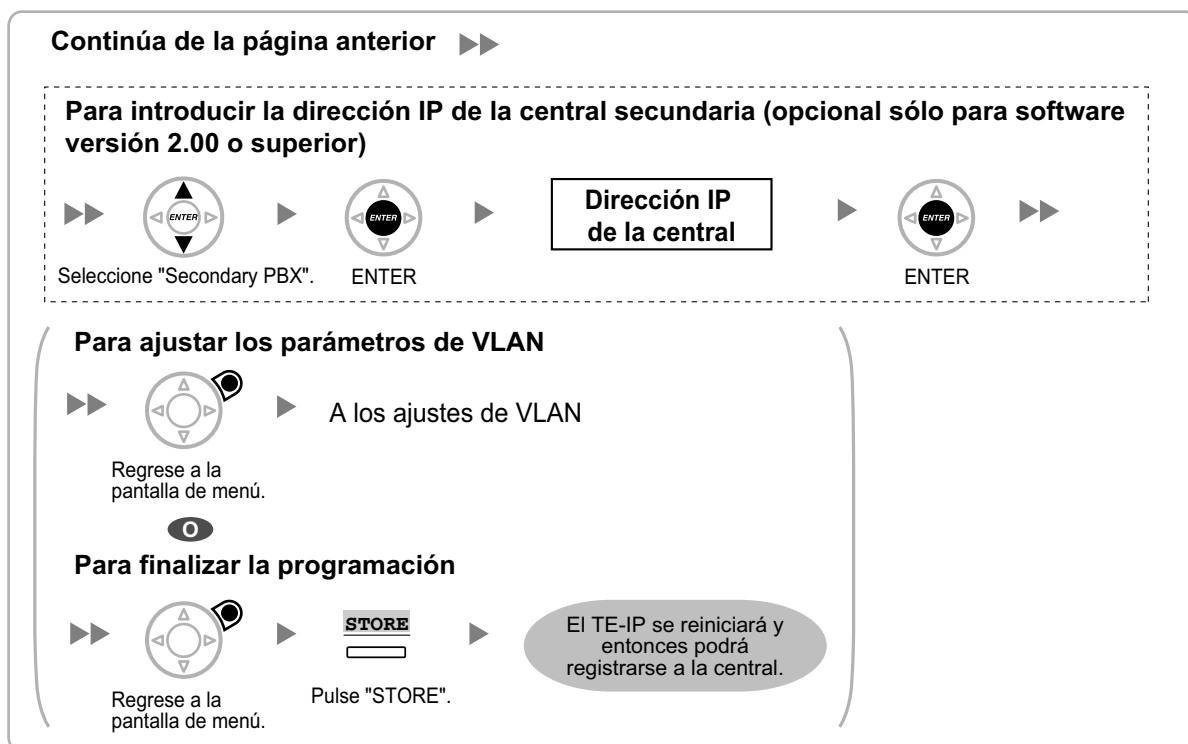 Continúa de la página anterior
Para introducir la dirección IP de la central secundaria (opcional sólo para software
versión 2.00 o superior)
ENTER
ENTER
Dirección IP
de la central
ENTER
Seleccione "Secondary PBX".
ENTER
ENTER
Para ajustar los parámetros de VLAN
A los ajustes de VLAN
Regrese a la
pantalla de menú.
O
Para finalizar la programación
STORE
El TE-IP se reiniciará y
entonces podrá
registrarse a la central.
Regrese a la
pantalla de menú.
Pulse "STORE".